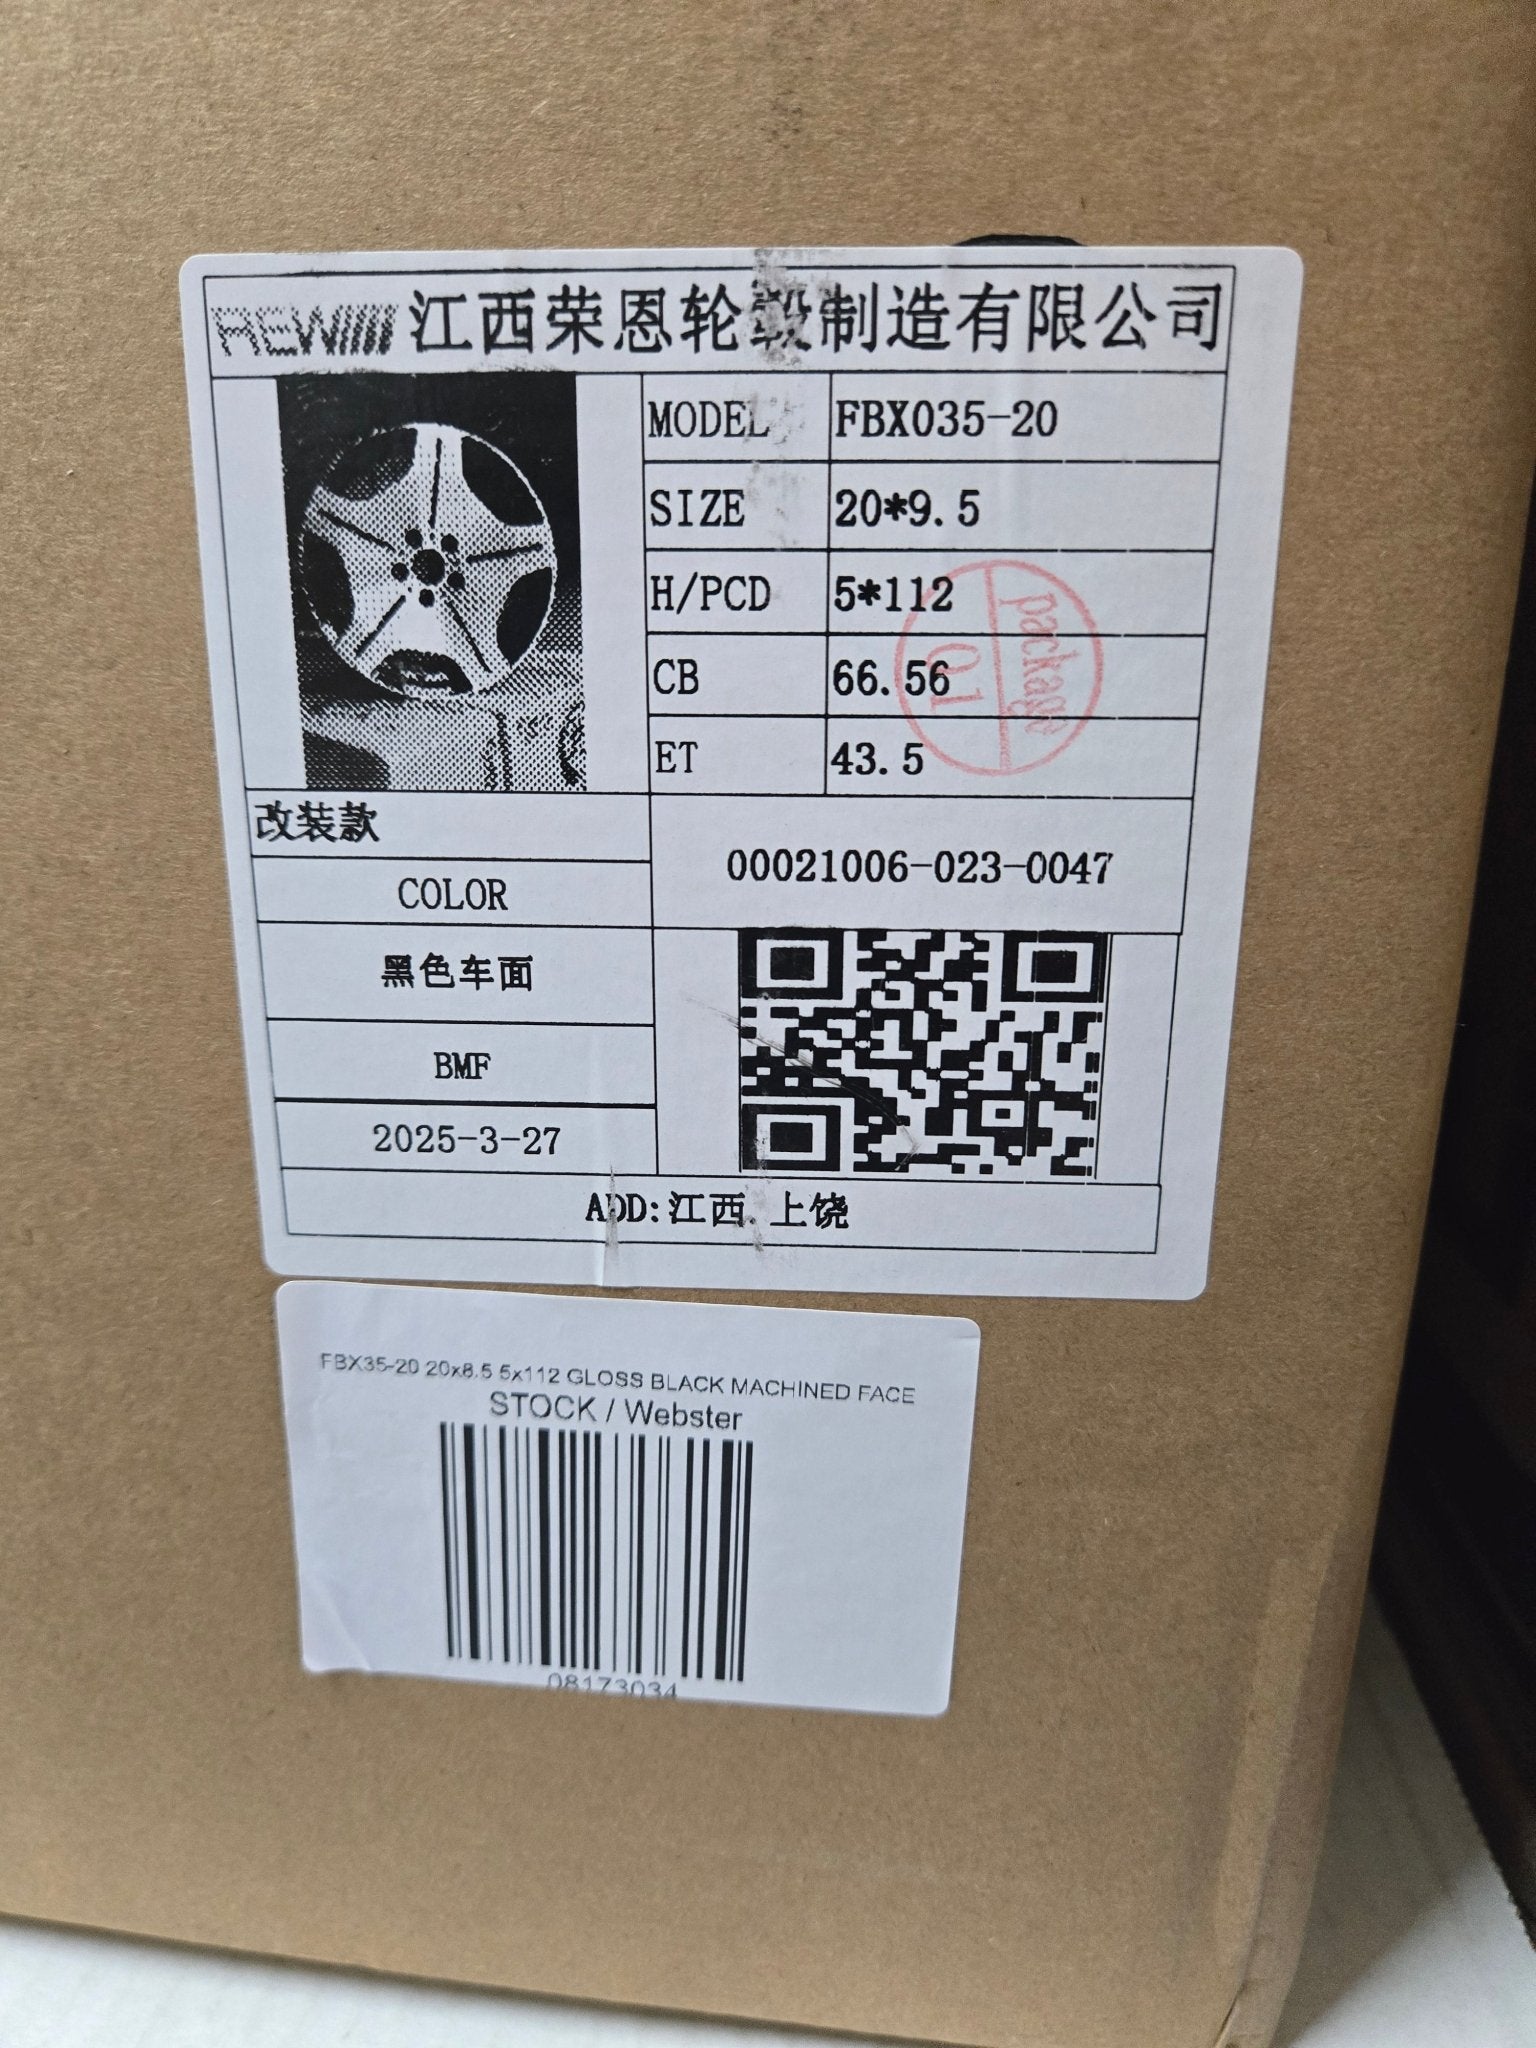 REW 江西荣恩轮毂制造有限公司
MODEL FBX035-20
SIZE 20*9.5
H/PCD 5*112
CB 66.56
ET 43.5
package
01
改装款
00021006-023-0047
COLOR
黑色车面
BMF
2025-3-27
ADD:江西.上饶
FBX35-20 20x8.5 5x112 GLOSS BLACK MACHINED FACE
STOCK / Webster
08173034